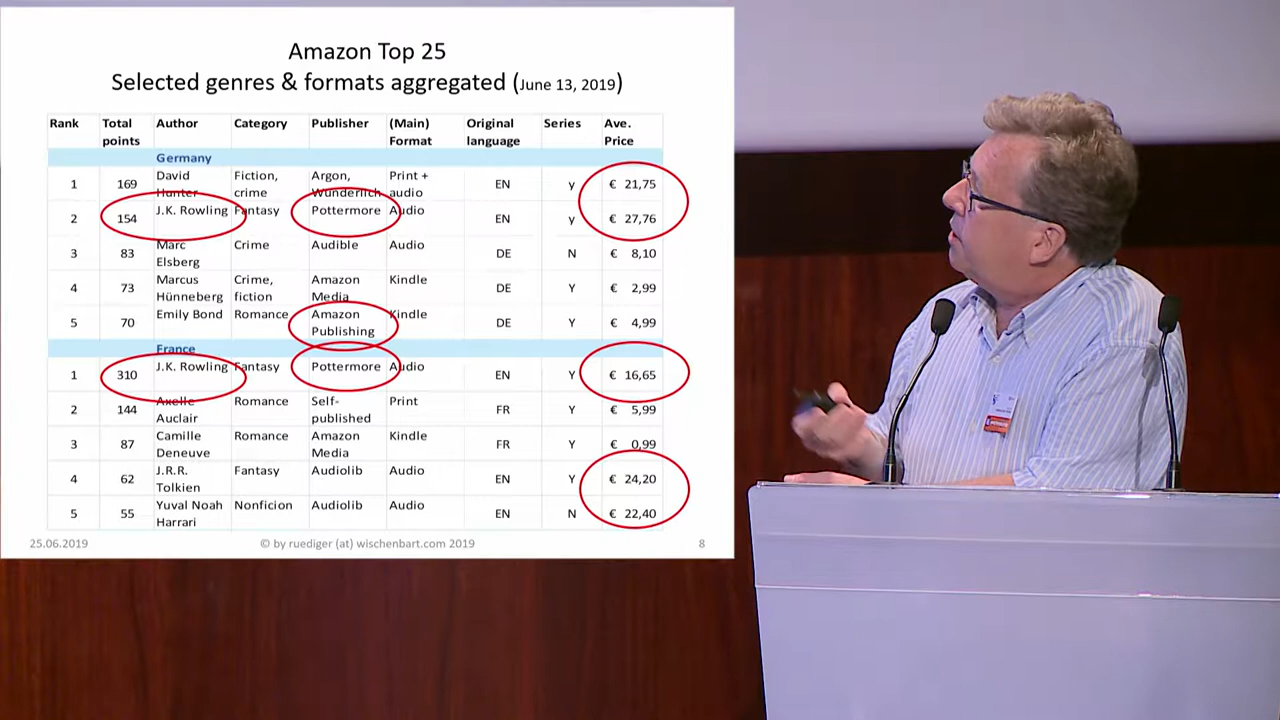 Amazon Top 25
Selected genres & formats aggregated (June 13, 2019)
Rank Total points Author Category Publisher (Main) Format Original language Series Ave. Price
Germany
1 169 David Hunter Fiction, crime Argon, Wunderlich Print + audio EN y € 21,75
2 154 J.K. Rowling Fantasy Pottermore Audio EN y € 27,76
3 83 Marc Elsberg Crime Audible Audio DE N € 8,10
4 73 Marcus Hünneberg Crime, fiction Amazon Media Kindle DE Y € 2,99
5 70 Emily Bond Romance Amazon Publishing Kindle DE Y € 4,99
France
1 310 J.K. Rowling Fantasy Pottermore Audio EN Y € 16,65
2 144 Axelle Auclair Romance Self-published Print FR Y € 5,99
3 87 Camille Deneuve Romance Amazon Media Kindle FR Y € 0,99
4 62 J.R.R. Tolkien Fantasy Audiolib Audio EN Y € 24,20
5 55 Yuval Noah Harrari Nonficion Audiolib Audio EN N € 22,40
25.06.2019 © by ruediger (at) wischenbart.com 2019 8